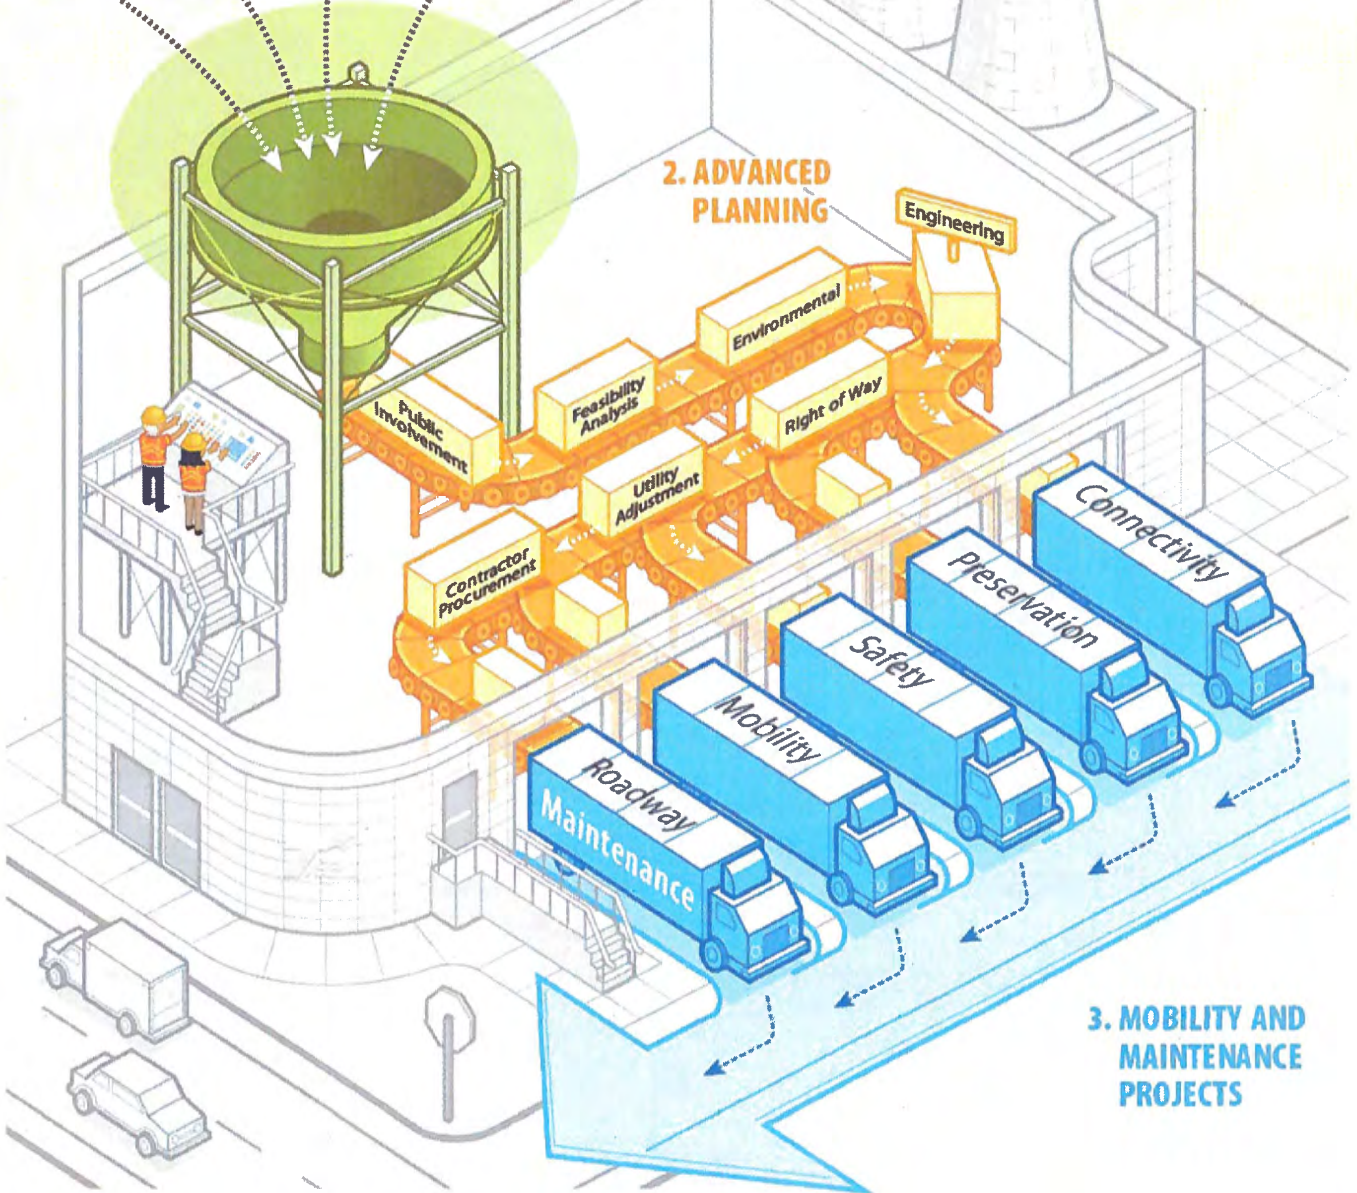 2. ADVANCED
PLANNING
Engineering
Environmental
Feasibility
Analysis
Right of Way
Public
Involvement
Utility
Adjustment
Contractor
Procurement
Connectivity
Preservation
Safety
Mobility
Roadway
Maintenance
3. MOBILITY AND
MAINTENANCE
PROJECTS